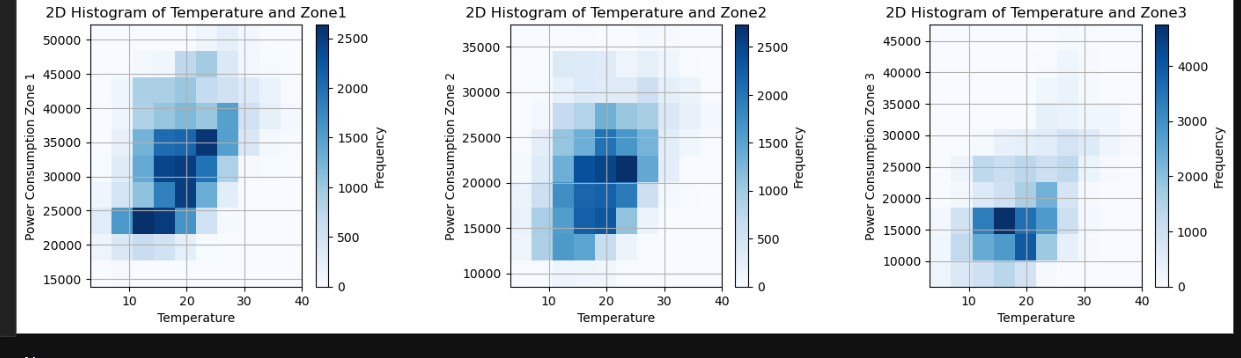 2D Histogram of Temperature and Zone1
50000
45000
40000
35000
30000
25000
20000
15000
Power Consumption Zone 1
10 20 30 40
Temperature
2500
2000
1500
1000
500
0
Frequency
2D Histogram of Temperature and Zone2
35000
30000
25000
20000
15000
10000
Power Consumption Zone 2
10 20 30 40
Temperature
2500
2000
1500
1000
500
0
Frequency
2D Histogram of Temperature and Zone3
45000
40000
35000
30000
25000
20000
15000
10000
Power Consumption Zone 3
10 20 30 40
Temperature
4000
3000
2000
1000
0
Frequency